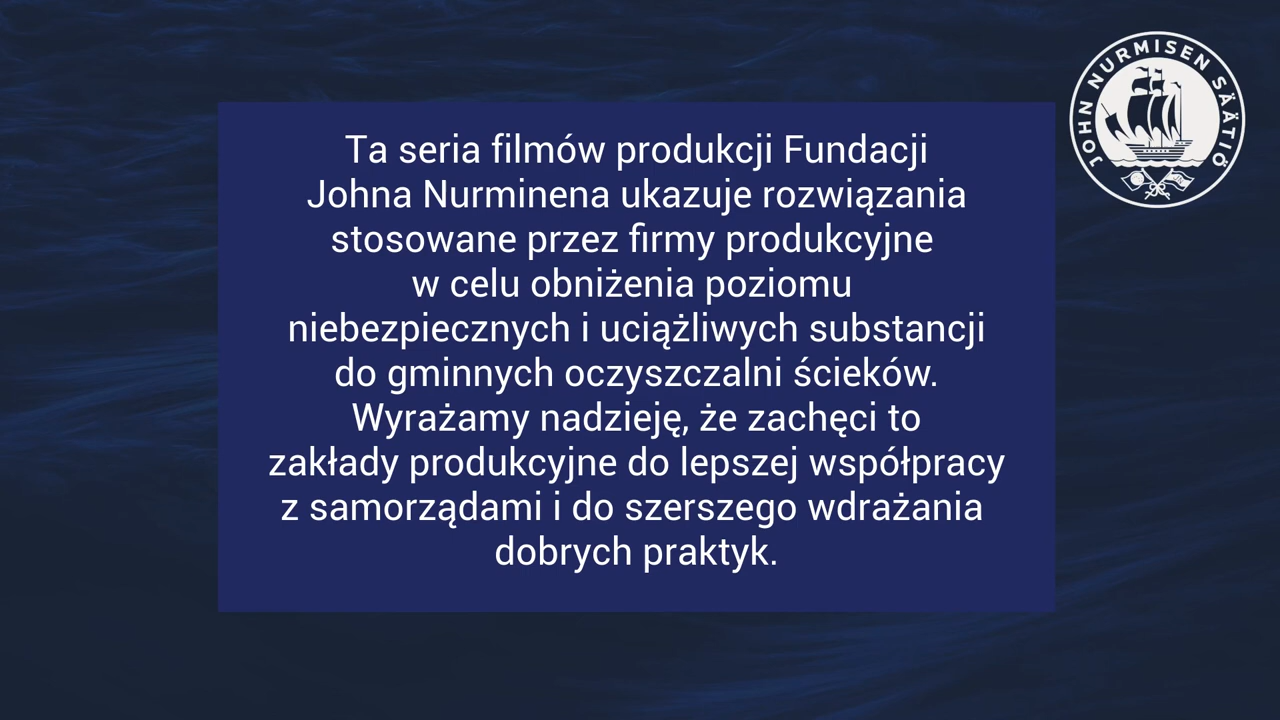 JOHN NURMISEN SÄÄTIÖ
Ta seria filmów produkcji Fundacji
Johna Nurminena ukazuje rozwiązania
stosowane przez firmy produkcyjne
w celu obniżenia poziomu
niebezpiecznych i uciążliwych substancji
do gminnych oczyszczalni ścieków.
Wyrażamy nadzieję, że zachęci to
zakłady produkcyjne do lepszej współpracy
z samorządami i do szerszego wdrażania
dobrych praktyk.